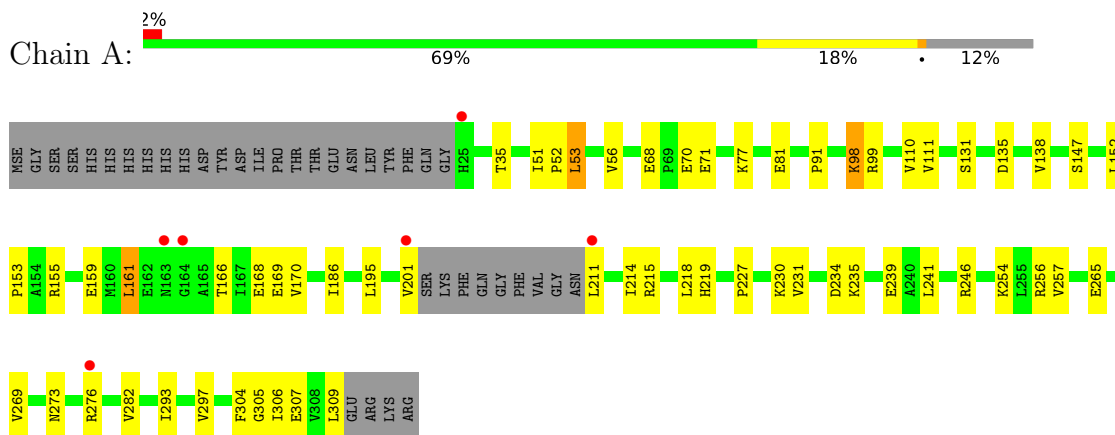 2%
Chain A:
69% 18% • 12%
MSE GLY SER SER HIS HIS HIS HIS HIS HIS ASP TYR ASP ILE PRO THR THR GLU ASN LEU TYR PHE GLN GLY H25 T35 I51 P52 L53 V56 E68 P69 E70 E71 K77 E81 P91 K98 R99 V110 V111 S131 D135 V138 S147 L152
P153 A154 R155 E159 M160 L161 E162 N163 G164 A165 T166 I167 E168 E169 V170 I186 L195 V201 SER LYS PHE GLN GLY PHE VAL GLY ASN L211 I214 R215 L218 H219 P227 K230 V231 D234 K235 E239 A240 L241 R246 K254 L255 R256 V257 E265
V269 N273 R276 V282 I293 V297 F304 G305 I306 E307 V308 L309 GLU ARG LYS ARG